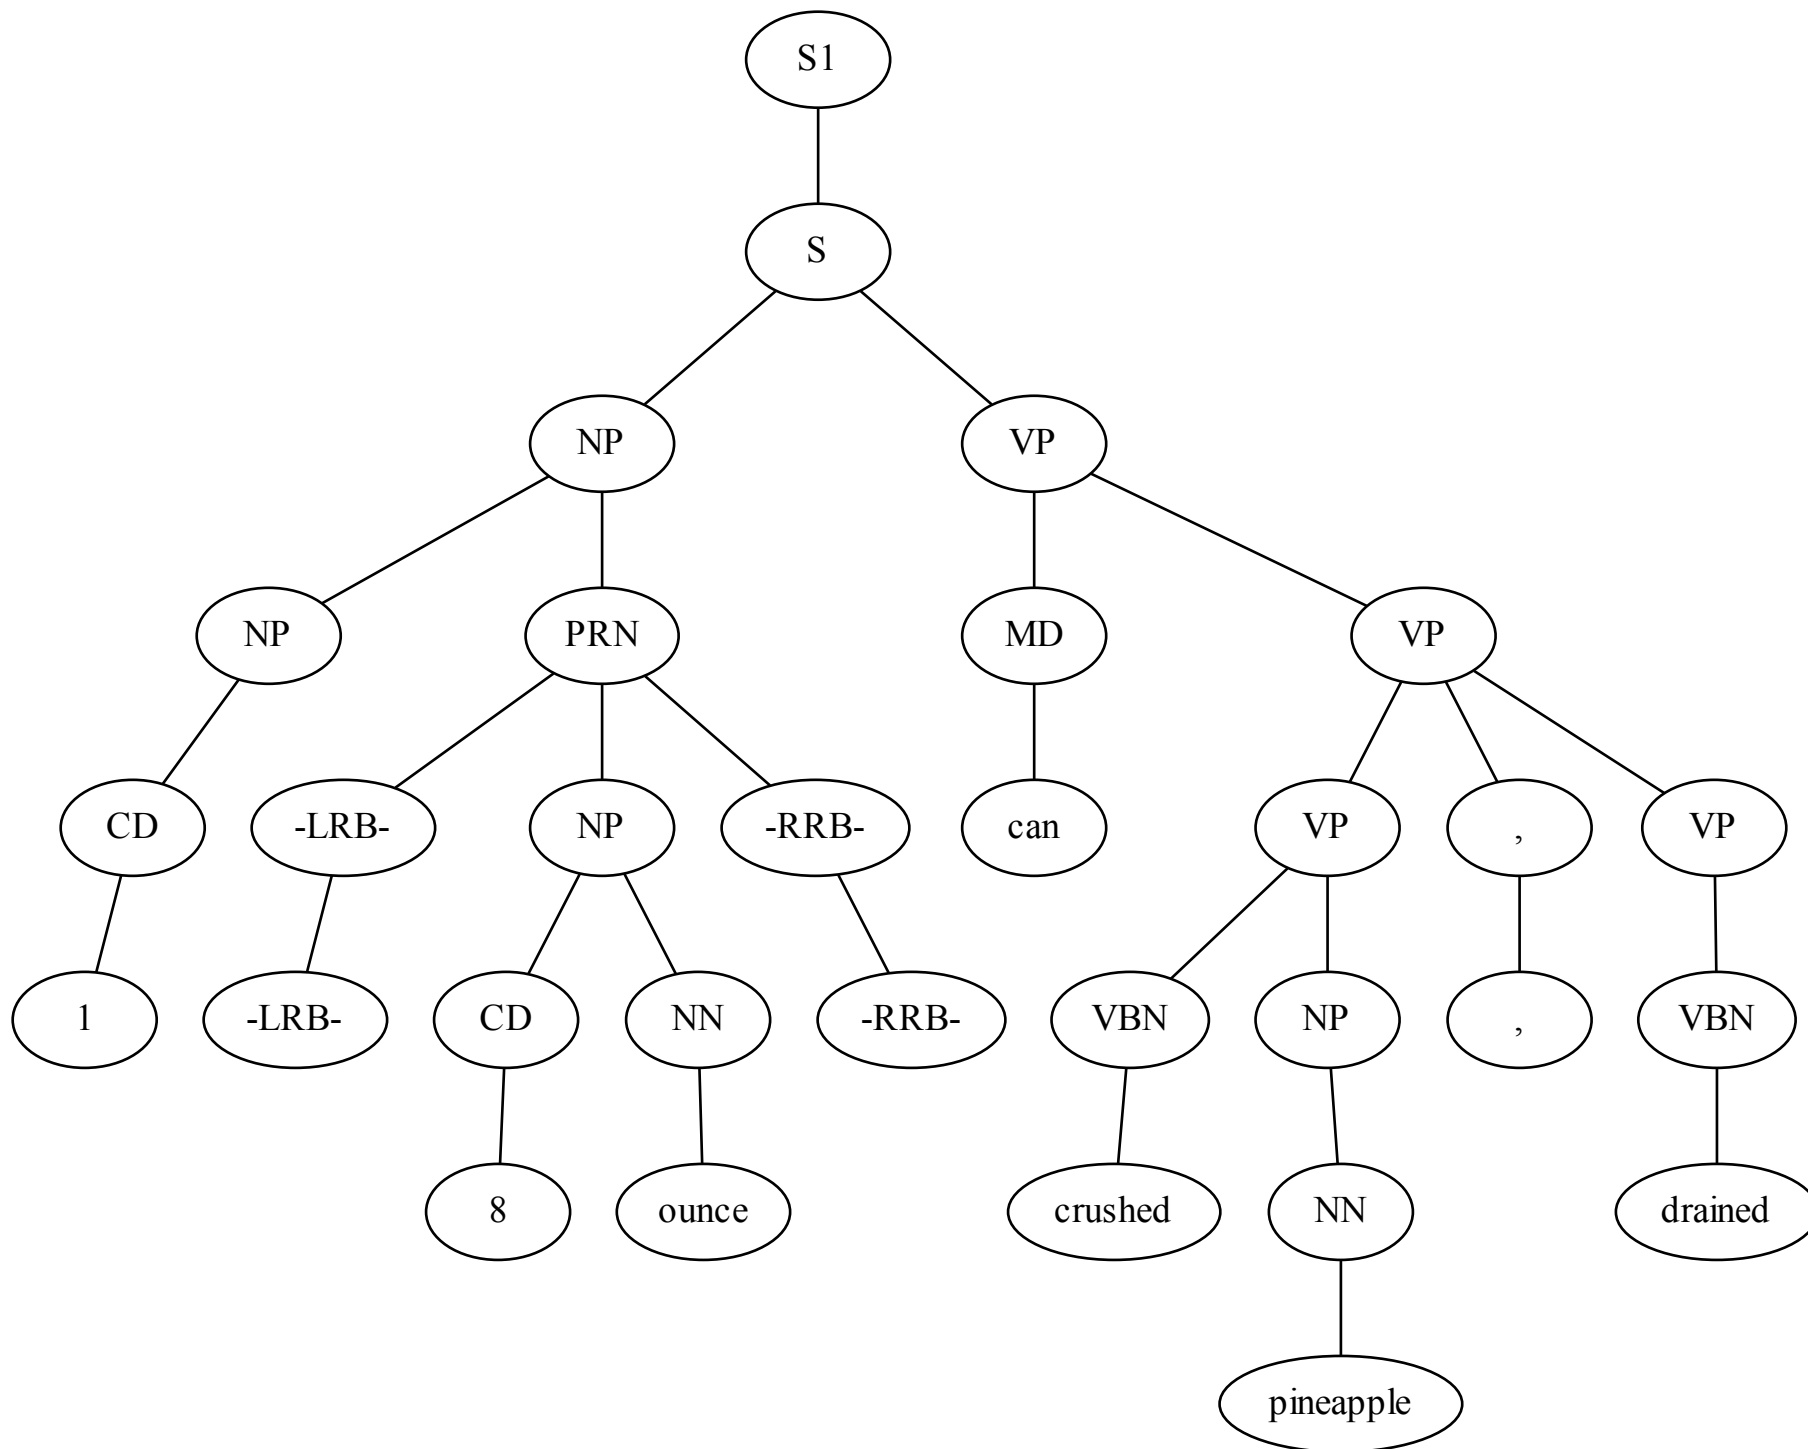 S1
S
NP VP
NP PRN MD VP
CD -LRB- NP -RRB- can VP , VP
1 -LRB- CD NN -RRB- VBN NP , VBN
8 ounce crushed NN drained
pineapple